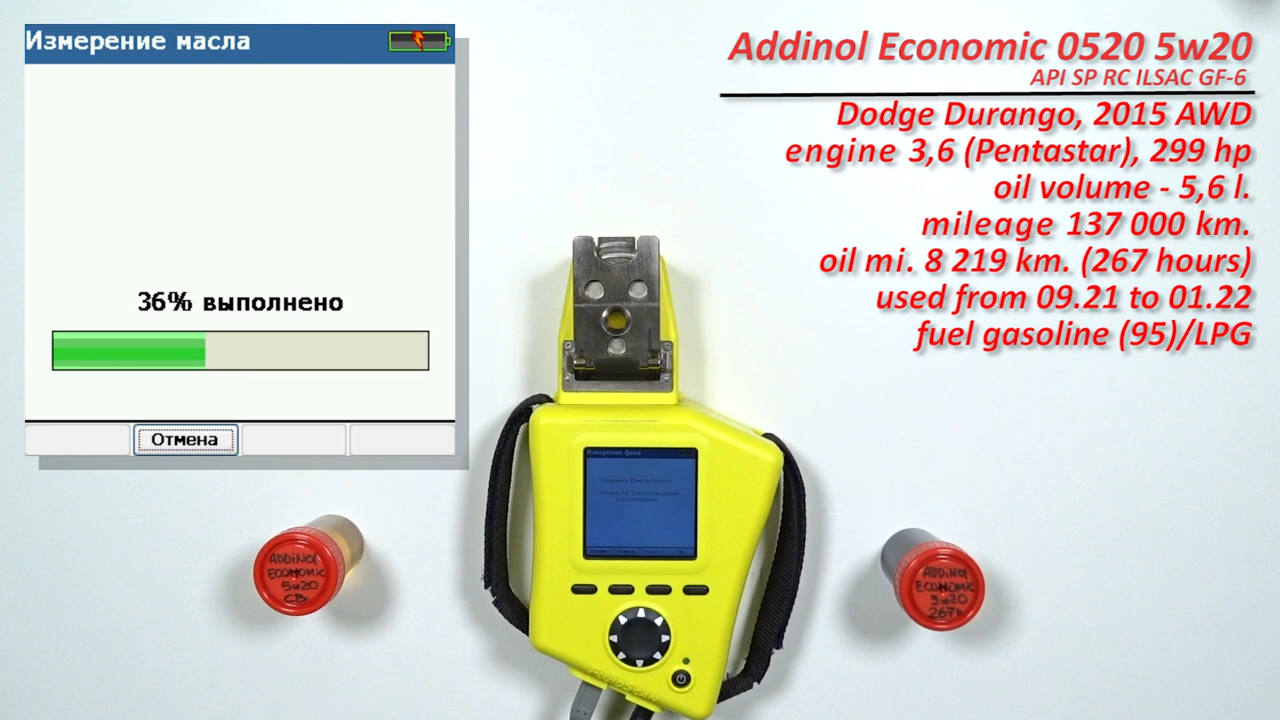 Измерение масла
36% выполнено
Отмена
Addinol Economic 0520 5w20
API SP RC ILSAC GF-6
Dodge Durango, 2015 AWD
engine 3,6 (Pentastar), 299 hp
oil volume - 5,6 l.
mileage 137 000 km.
oil mi. 8 219 km. (267 hours)
used from 09.21 to 01.22
fuel gasoline (95)/LPG
Измерение фона
ADDiNOl
ECONOMiC
5w20
СВ
ADDiNOl
ECONOMiC
5w20